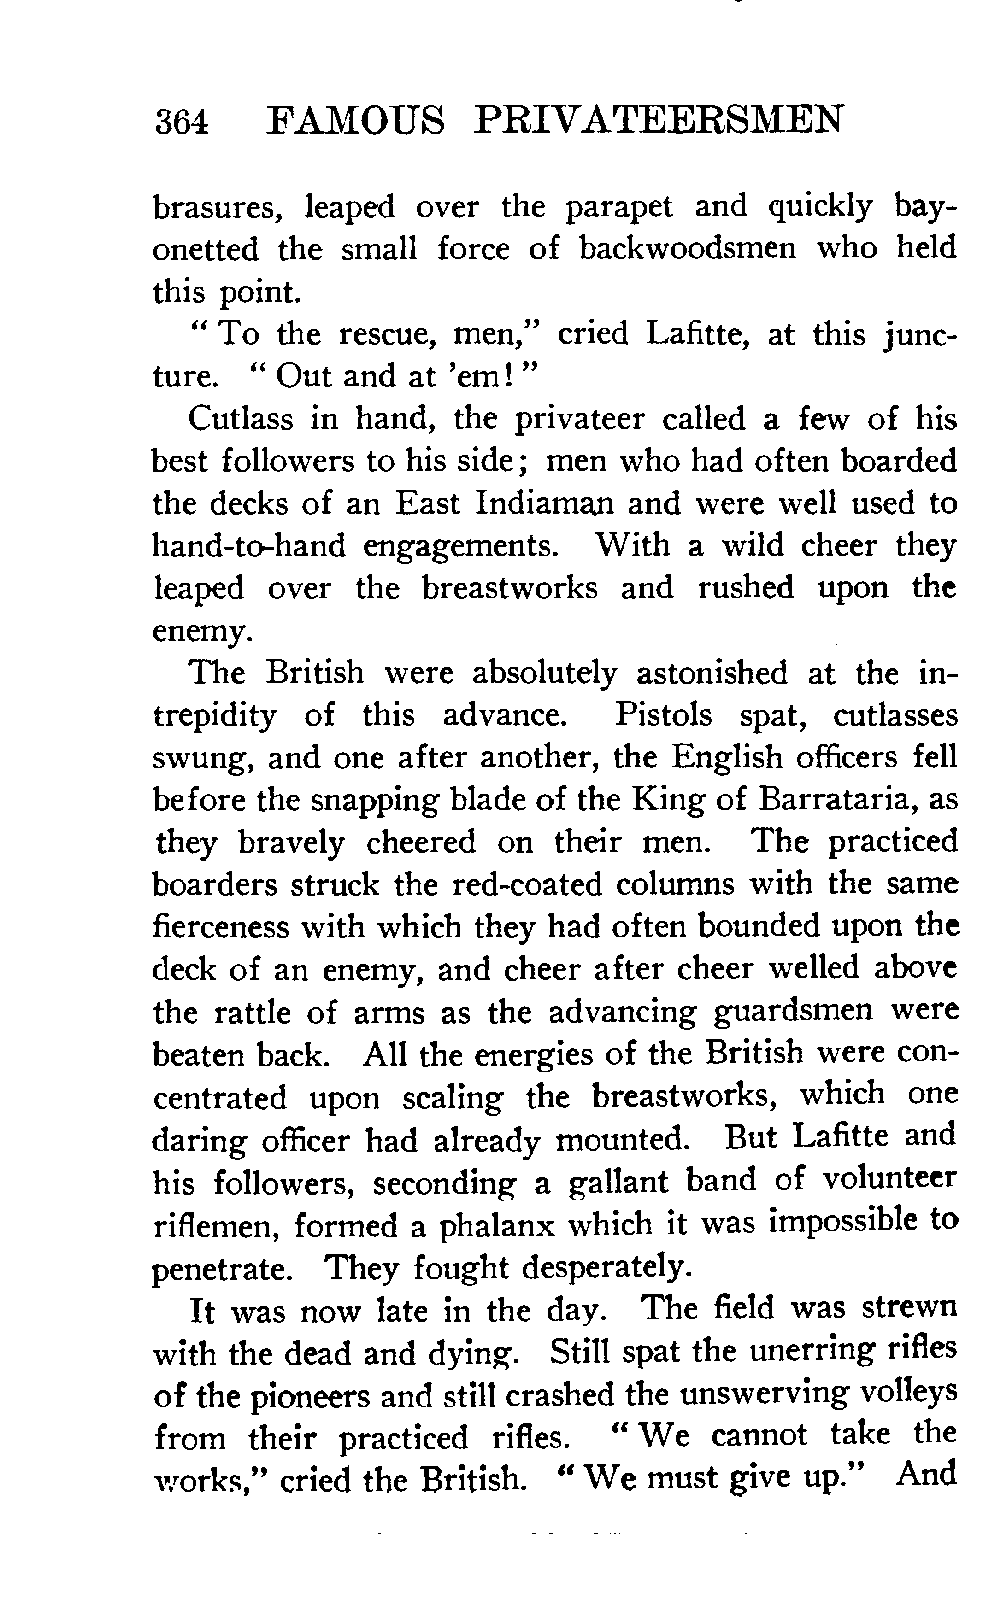 364 FAMOUS PRIVATEERSMEN
brasures, leaped over the parapet and quickly bay-
onetted the small force of backwoodsmen who held
this point.
“ To the rescue, men,” cried Lafitte, at this junc-
ture. “ Out and at ’em! ”
Cutlass in hand, the privateer called a few of his
best followers to his side; men who had often boarded
the decks of an East Indiaman and were well used to
hand-to-hand engagements. With a wild cheer they
leaped over the breastworks and rushed upon the
enemy.
The British were absolutely astonished at the in-
trepidity of this advance. Pistols spat, cutlasses
swung, and one after another, the English officers fell
before the snapping blade of the King of Barrataria, as
they bravely cheered on their men. The practiced
boarders struck the red-coated columns with the same
fierceness with which they had often bounded upon the
deck of an enemy, and cheer after cheer welled above
the rattle of arms as the advancing guardsmen were
beaten back. All the energies of the British were con-
centrated upon scaling the breastworks, which one
daring officer had already mounted. But Lafitte and
his followers, seconding a gallant band of volunteer
riflemen, formed a phalanx which it was impossible to
penetrate. They fought desperately.
It was now late in the day. The field was strewn
with the dead and dying. Still spat the unerring rifles
of the pioneers and still crashed the unswerving volleys
from their practiced rifles. “ We cannot take the
works,” cried the British. “ We must give up.” And